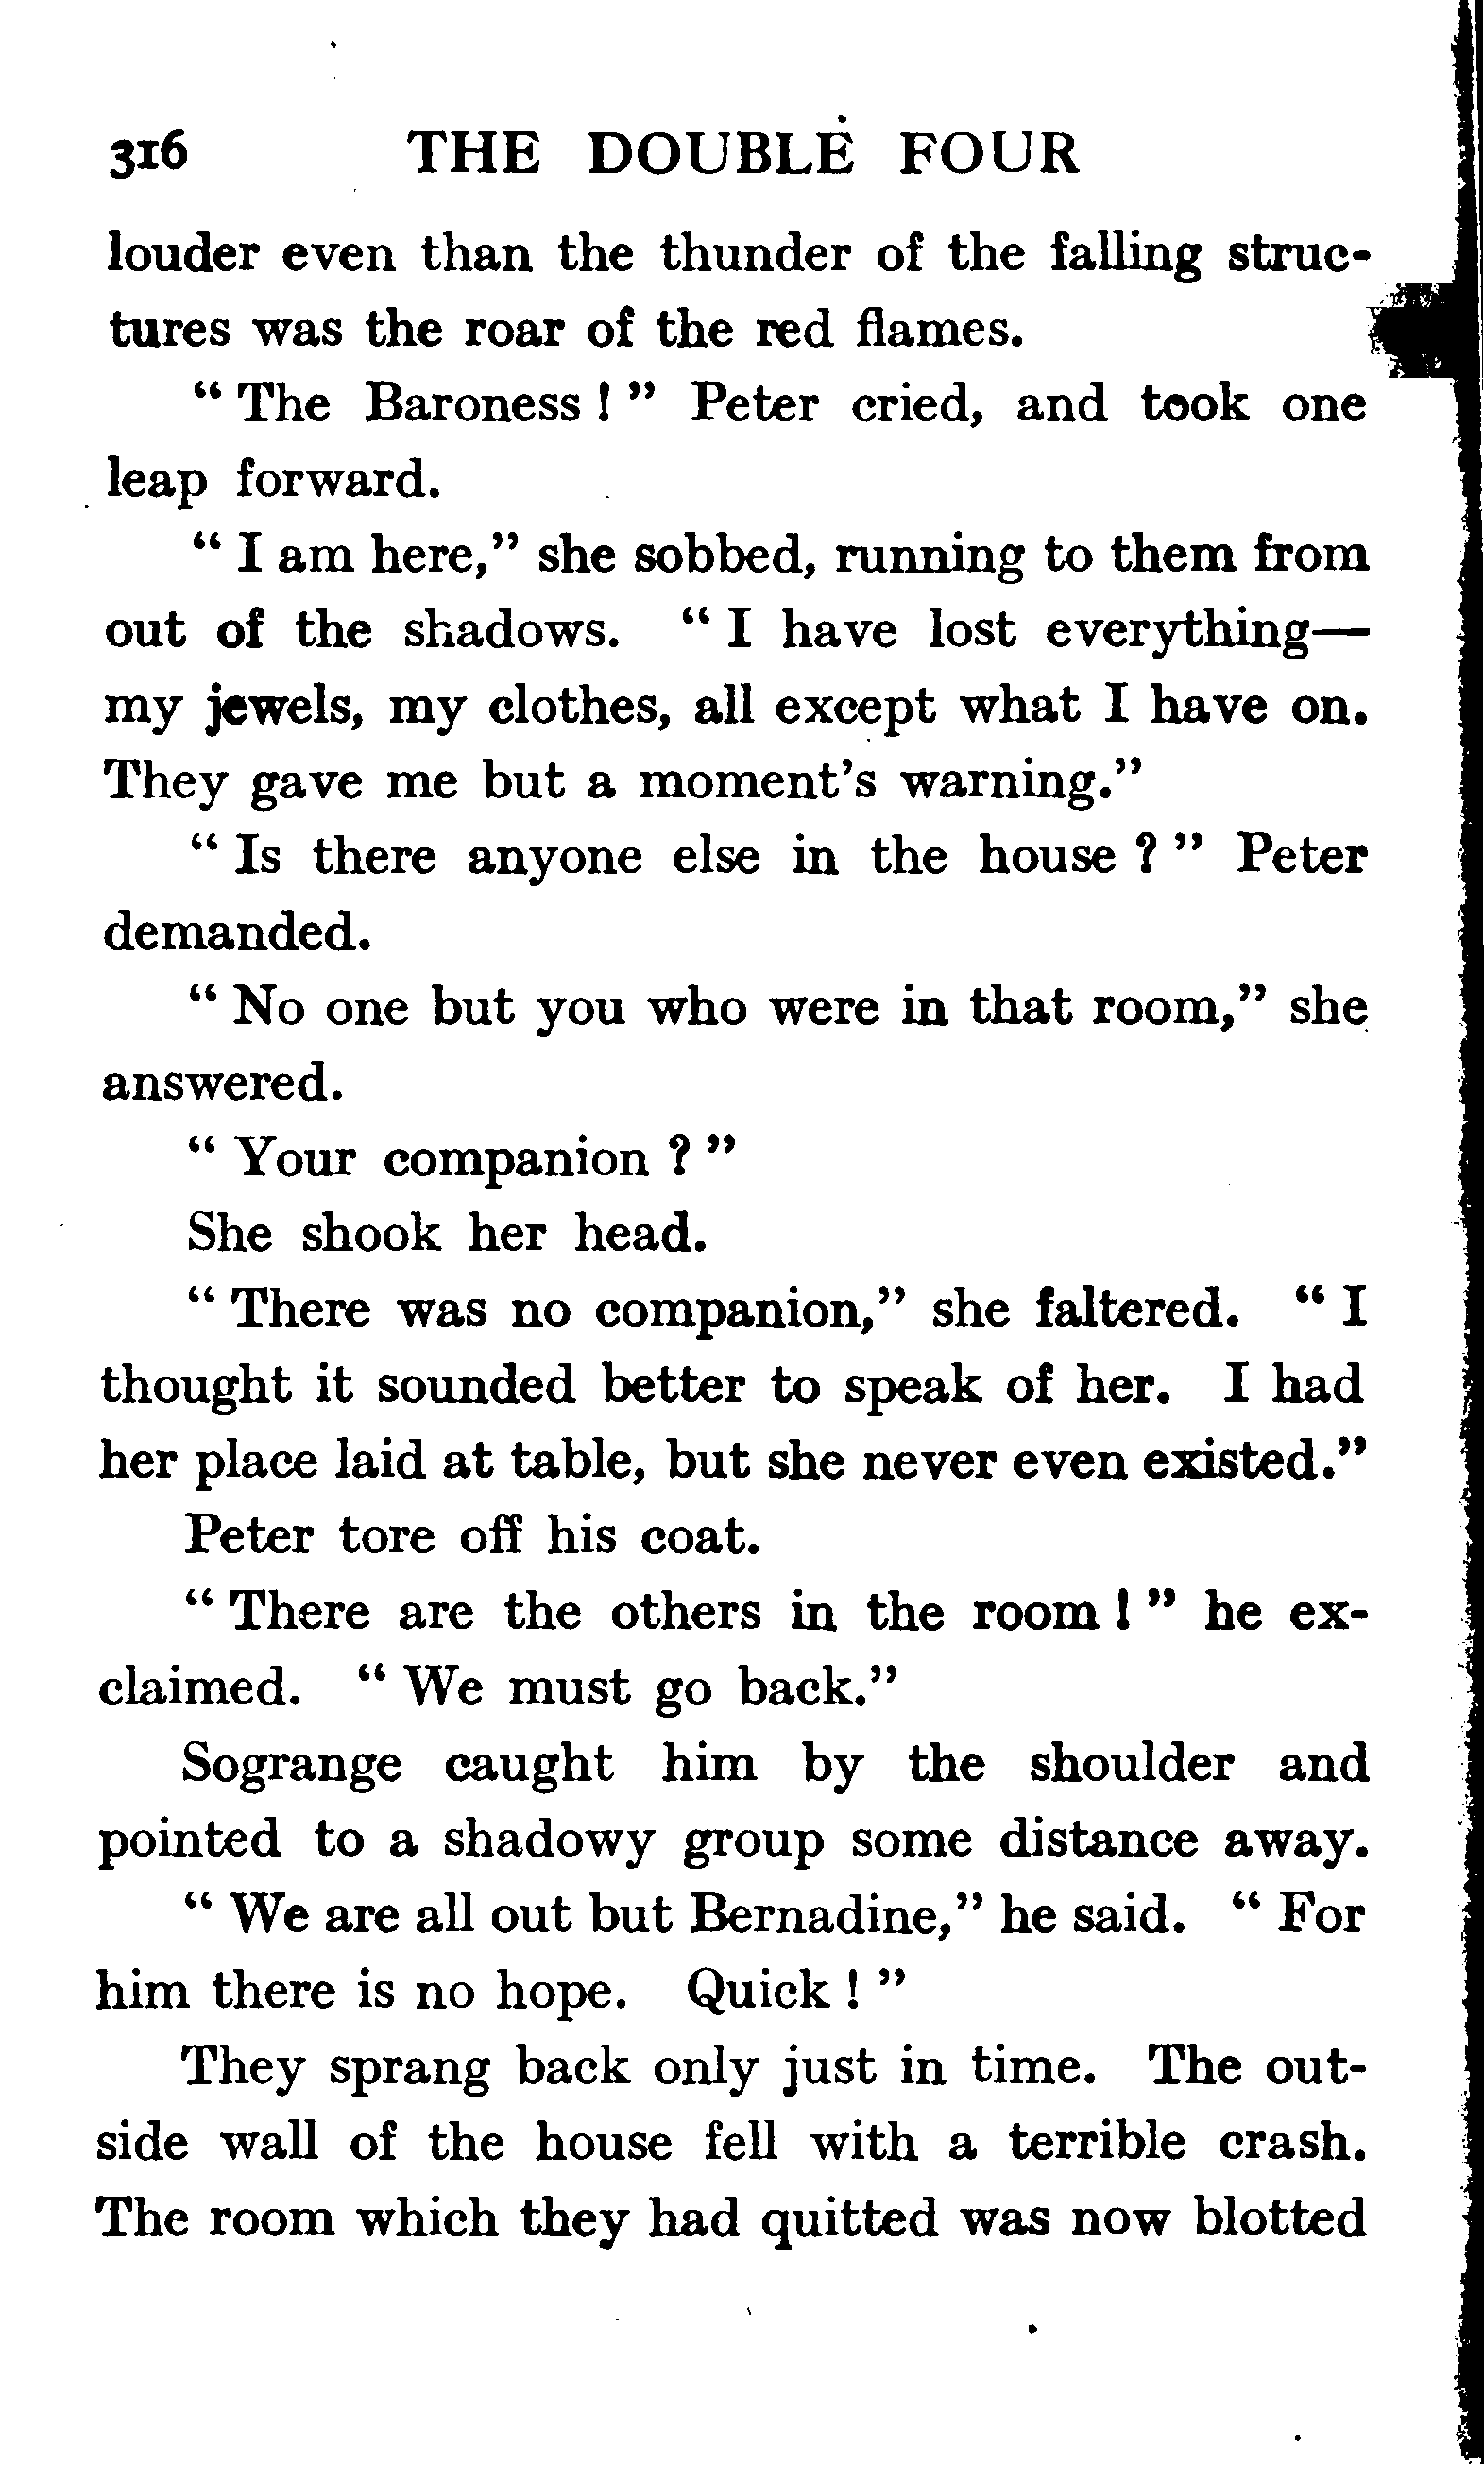 316 THE DOUBLE FOUR
louder even than the thunder of the falling struc-
tures was the roar of the red flames.
“ The Baroness ! ” Peter cried, and took one
leap forward.
“ I am here,” she sobbed, running to them from
out of the shadows. “ I have lost everything—
my jewels, my clothes, all except what I have on.
They gave me but a moment’s warning.”
“ Is there anyone else in the house ? ” Peter
demanded.
“ No one but you who were in that room,” she
answered.
“ Your companion ? ”
She shook her head.
“ There was no companion,” she faltered. “ I
thought it sounded better to speak of her. I had
her place laid at table, but she never even existed.”
Peter tore off his coat.
“ There are the others in the room ! ” he ex-
claimed. “ We must go back.”
Sogrange caught him by the shoulder and
pointed to a shadowy group some distance away.
“ We are all out but Bernadine,” he said. “ For
him there is no hope. Quick ! ”
They sprang back only just in time. The out-
side wall of the house fell with a terrible crash.
The room which they had quitted was now blotted